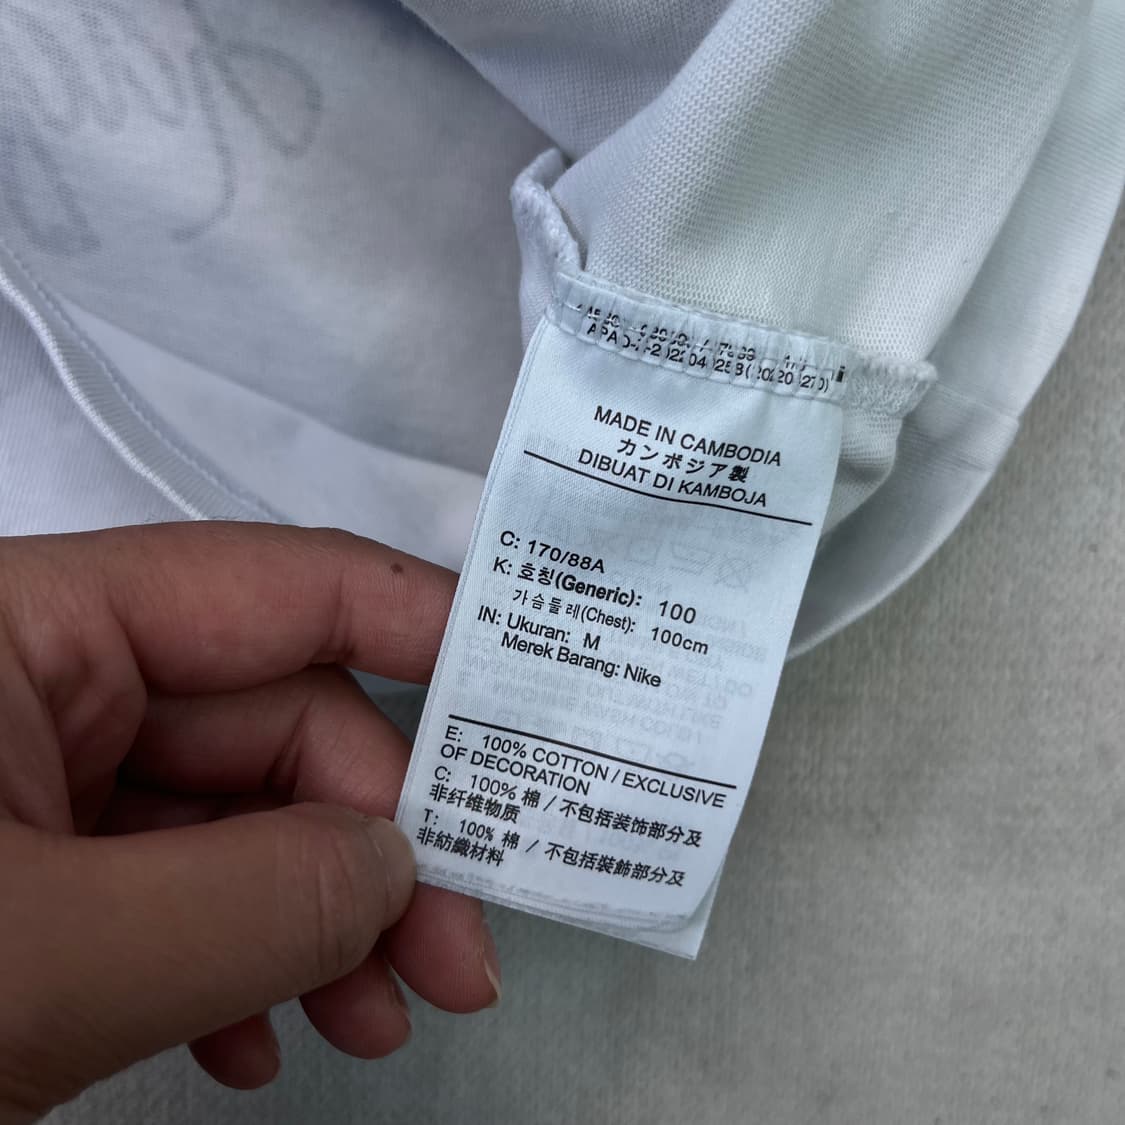 MADE IN CAMBODIA
カンボジア製
DIBUAT DI KAMBOJA
C: 170/88A
K: 호칭(Generic): 100
가슴둘레(Chest): 100cm
IN: Ukuran: M
Merek Barang: Nike
E: 100% COTTON / EXCLUSIVE
OF DECORATION
C: 100% 棉 / 不包括装饰部分及
非纤维物质
T: 100% 棉 / 不包括裝飾部分及
非紡織材料